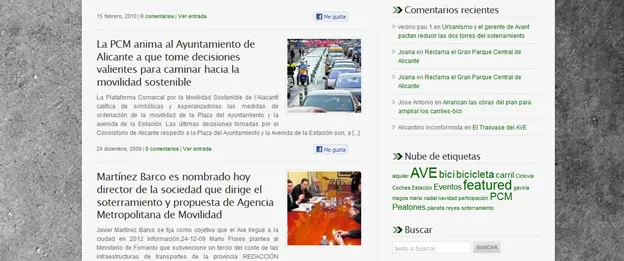 15 febrero, 2010 | 0 comentarios | Ver entrada
Me gusta
La PCM anima al Ayuntamiento de
Alicante a que tome decisiones
valientes para caminar hacia la
movilidad sostenible
La Plataforma Comarcal por la Movilidad Sostenible de l'Alacantí
califica de simbólicas y esperanzadoras las medidas de
ordenación de la movilidad de la Plaza del Ayuntamiento y la
avenida de la Estación. Las últimas decisiones tomadas por el
Consistorio de Alicante respecto a la Plaza del Ayuntamiento y la Avenida de la Estación son, a [...]
24 diciembre, 2009 | 0 comentarios | Ver entrada
Me gusta
Martínez Barco es nombrado hoy
director de la sociedad que dirige el
soterramiento y propuesta de Agencia
Metropolitana de Movilidad
Javier Martínez Barco se fija como objetivo que el Ave llegue a la
ciudad en 2012 Información,24-12-09 Mario Flores plantea al
Ministerio de Fomento que subvencione un tercio del coste de las
infraestructuras de transportes de la provincia REDACCIÓN
Comentarios recientes
vecino pau 1 en Urbanismo y el gerente de Avant
pactan reducir las dos torres del soterramiento
Joana en Reclama el Gran Parque Central de
Alicante
Joana en Reclama el Gran Parque Central de
Alicante
Jose Antonio en Arrancan las obras del plan para
ampliar los carriles-bici
Alicantino inconformista en El Trasvase del AVE
Nube de etiquetas
alquiler AVE bici bicicleta carril Ciclovia
Coches Estación Eventos featured gaviria
magos mario nadal navidad participación PCM
Peatones planeta reyes soterramiento
Buscar
Texto a buscar
BUSCAR